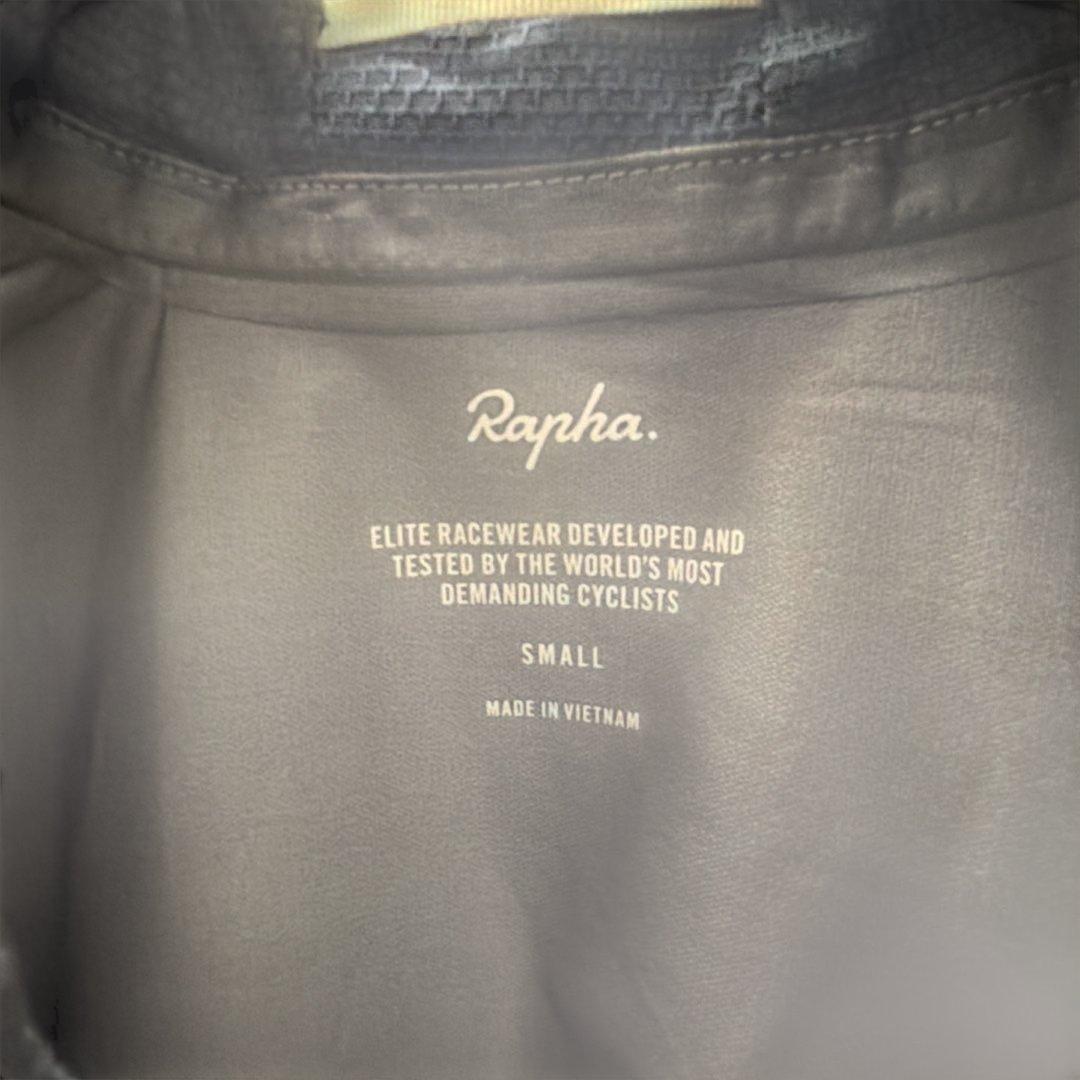 Rapha.
ELITE RACEWEAR DEVELOPED AND
TESTED BY THE WORLD'S MOST
DEMANDING CYCLISTS
SMALL
MADE IN VIETNAM